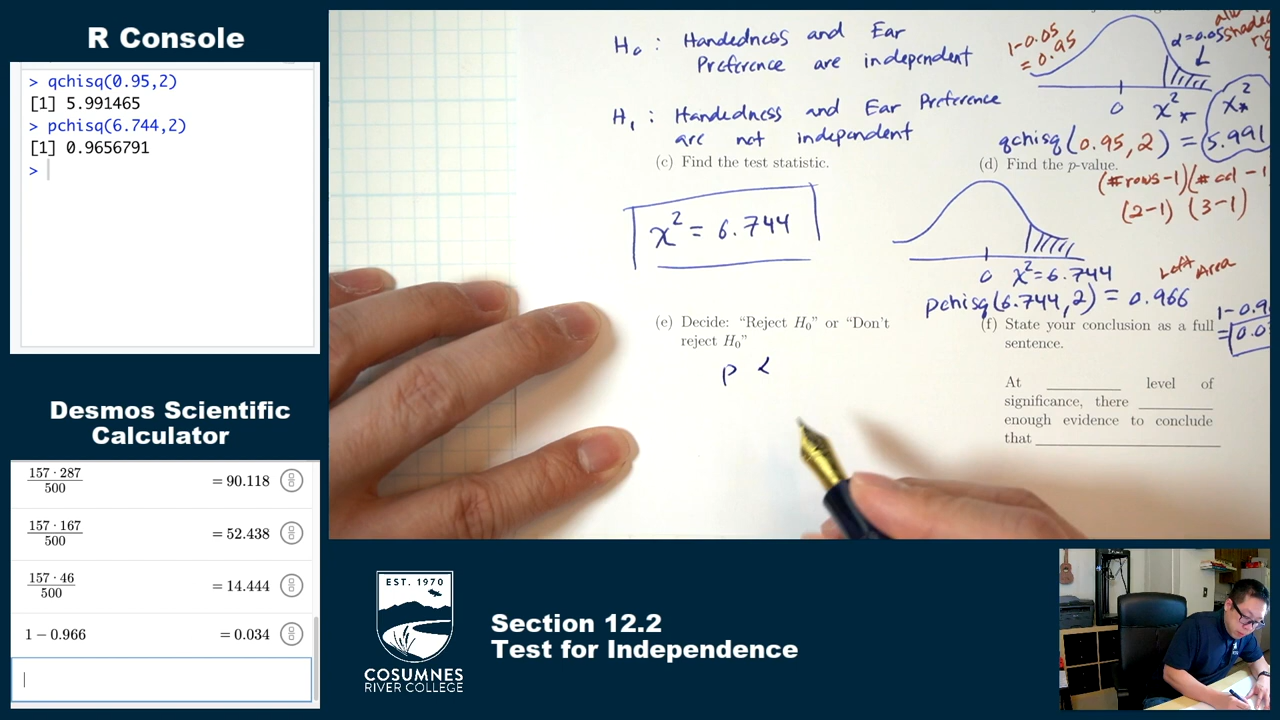 R Console
> qchisq(0.95,2)
[1] 5.991465
> pchisq(6.744,2)
[1] 0.9656791
>
Desmos Scientific
Calculator
157 · 287
500
= 90.118
157 · 167
500
= 52.438
157 · 46
500
= 14.444
1 − 0.966
= 0.034
H₀ : Handedness and Ear
Preference are independent
H₁ : Handedness and Ear Preference
are not independent
1-0.05
= 0.95
α=0.05
shaded
0 χ²*
χ²*
qchisq(0.95, 2) = 5.991
(c) Find the test statistic.
χ² = 6.744
(d) Find the p-value.
(#rows-1)(#col -1
(2-1) (3-1)
0 χ²=6.744
Left Area
pchisq(6.744, 2) = 0.966
(e) Decide: “Reject H₀” or “Don’t
reject H₀”
p <
(f) State your conclusion as a full
sentence.
At ________ level of
significance, there ________
enough evidence to conclude
that ________
EST. 1970
COSUMNES
RIVER COLLEGE
Section 12.2
Test for Independence